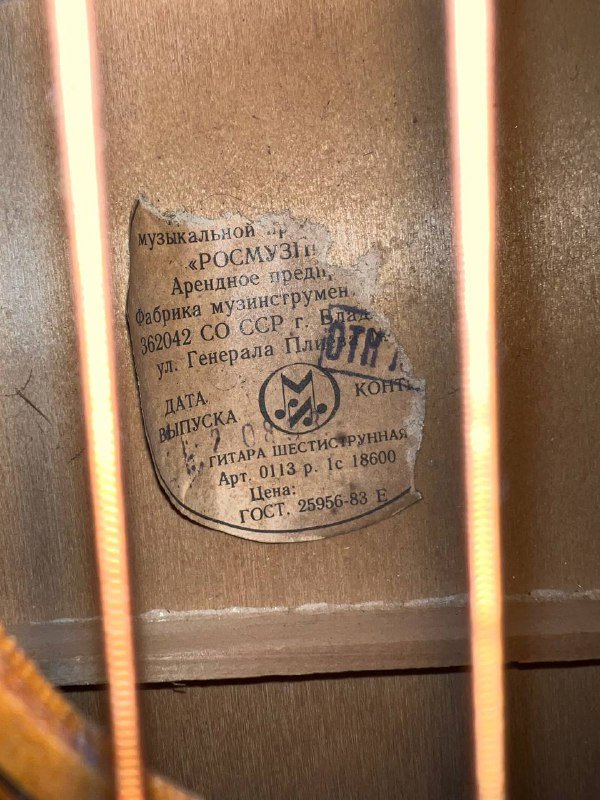 музыкальной
«РОСМУЗП
Арендное предп
Фабрика музинструмен
362042 СО ССР г. Влад
ул. Генерала Пли
ОТК
ДАТА
ВЫПУСКА
КОНТ
ГИТАРА ШЕСТИСТРУННАЯ
Арт. 0113 р. 1с 18600
Цена:
ГОСТ. 25956-83 Е